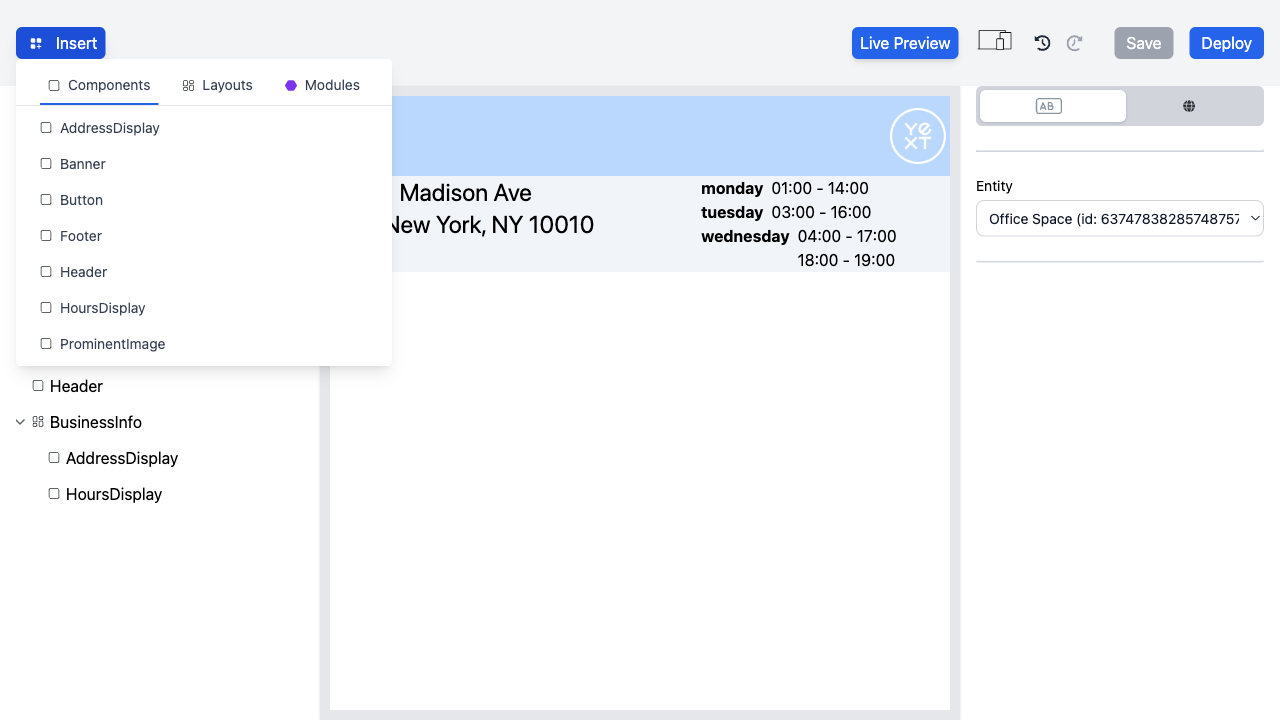 Insert
Live Preview
Save
Deploy
Components
Layouts
Modules
AddressDisplay
Banner
Button
Footer
Header
HoursDisplay
ProminentImage
Header
BusinessInfo
AddressDisplay
HoursDisplay
YEXT
Madison Ave
New York, NY 10010
monday 01:00 - 14:00
tuesday 03:00 - 16:00
wednesday 04:00 - 17:00
18:00 - 19:00
AB
Entity
Office Space (id: 63747838285748757